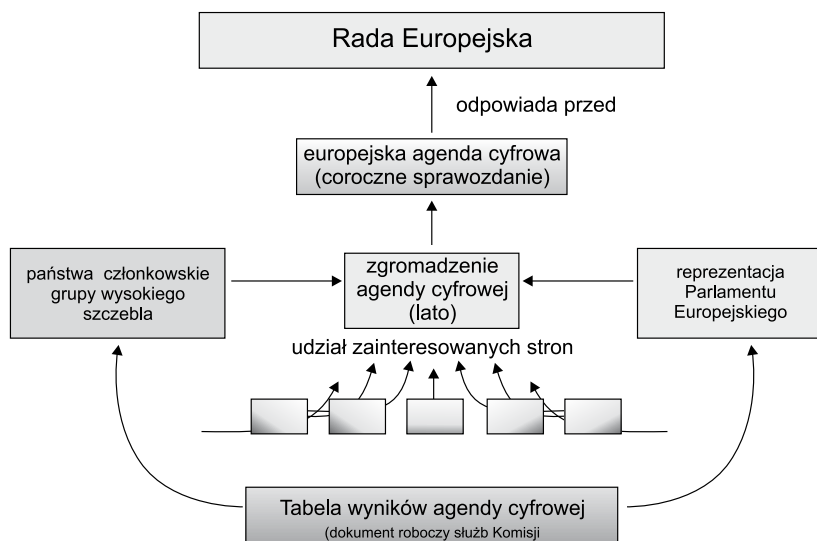 Rada Europejska
odpowiada przed
europejska agenda cyfrowa
(coroczne sprawozdanie)
państwa członkowskie
grupy wysokiego
szczebla
zgromadzenie
agendy cyfrowej
(lato)
reprezentacja
Parlamentu
Europejskiego
udział zainteresowanych stron
Tabela wyników agendy cyfrowej
(dokument roboczy służb Komisji